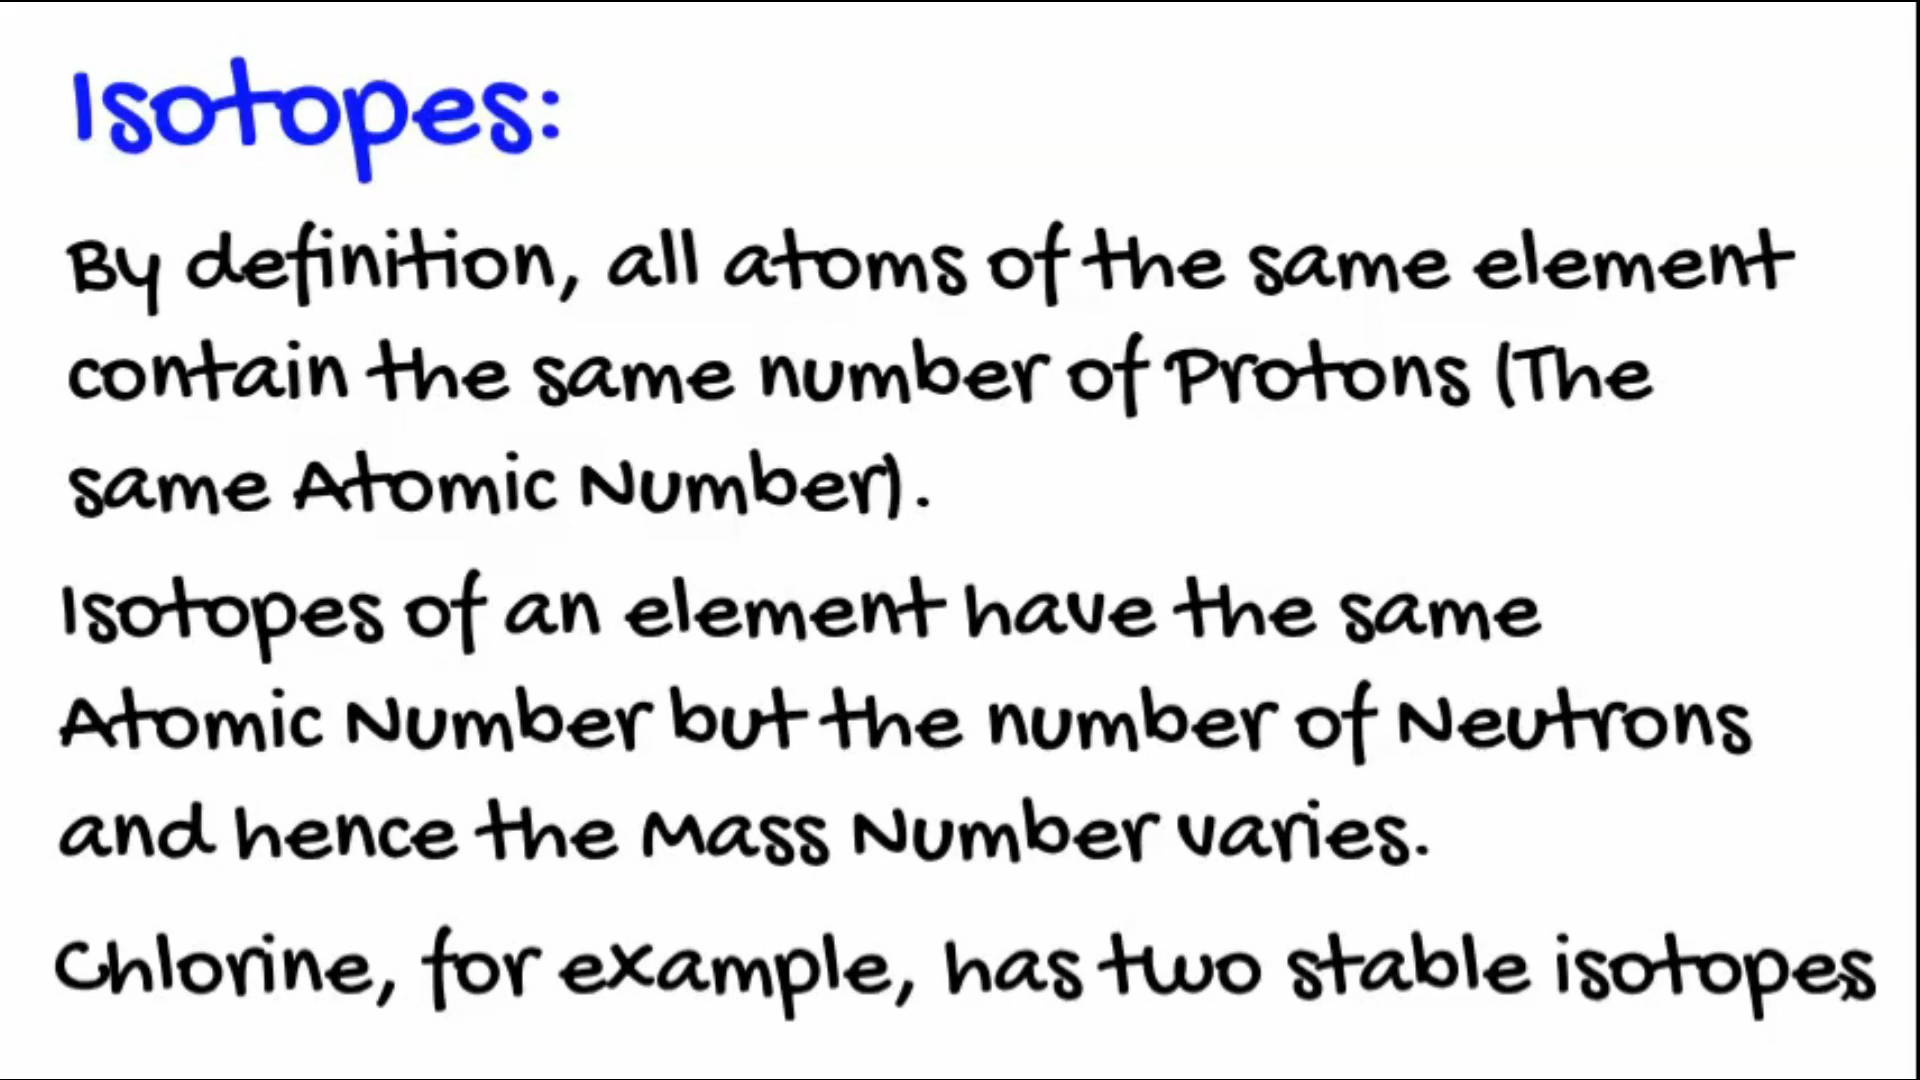 Isotopes:
By definition, all atoms of the same element
contain the same number of Protons (The
same Atomic Number).
Isotopes of an element have the same
Atomic Number but the number of Neutrons
and hence the Mass Number varies.
Chlorine, for example, has two stable isotopes